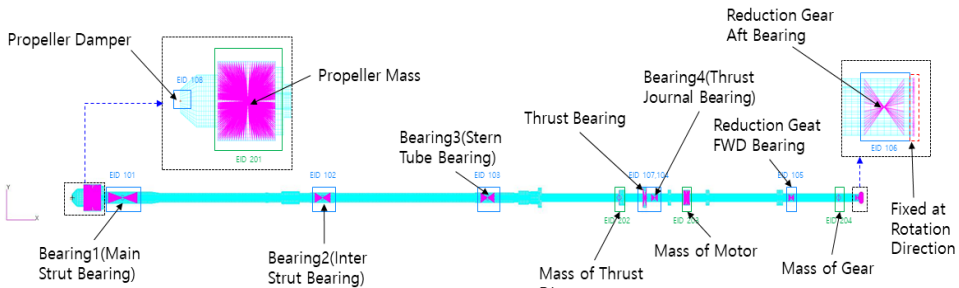 Reduction Gear
Aft Bearing
Propeller Damper
EID 108
Propeller Mass
Bearing4(Thrust
Journal Bearing)
Thrust Bearing
Reduction Geat
FWD Bearing
EID 106
Bearing3(Stern
Tube Bearing)
EID 201
EID 101
EID 102
EID 103
EID 107,104
EID 105
Y
X
EID 202
EID 203
EID 204
Fixed at
Rotation
Direction
Bearing1(Main
Strut Bearing)
Bearing2(Inter
Strut Bearing)
Mass of Thrust
Mass of Motor
Mass of Gear